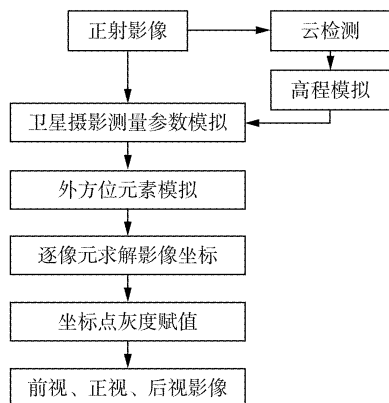 正射影像
云检测
高程模拟
卫星摄影测量参数模拟
外方位元素模拟
逐像元求解影像坐标
坐标点灰度赋值
前视、正视、后视影像